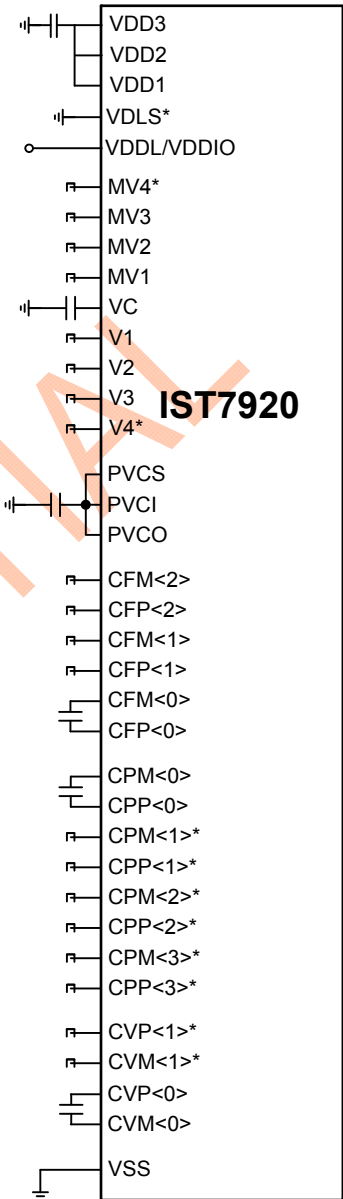 VDD3
VDD2
VDD1
VDLS*
VDDL/VDDIO
MV4*
MV3
MV2
MV1
VC
V1
V2
V3
V4*
IST7920
PVCS
PVCI
PVCO
CFM<2>
CFP<2>
CFM<1>
CFP<1>
CFM<0>
CFP<0>
CPM<0>
CPP<0>
CPM<1>*
CPP<1>*
CPM<2>*
CPP<2>*
CPM<3>*
CPP<3>*
CVP<1>*
CVM<1>*
CVP<0>
CVM<0>
VSS